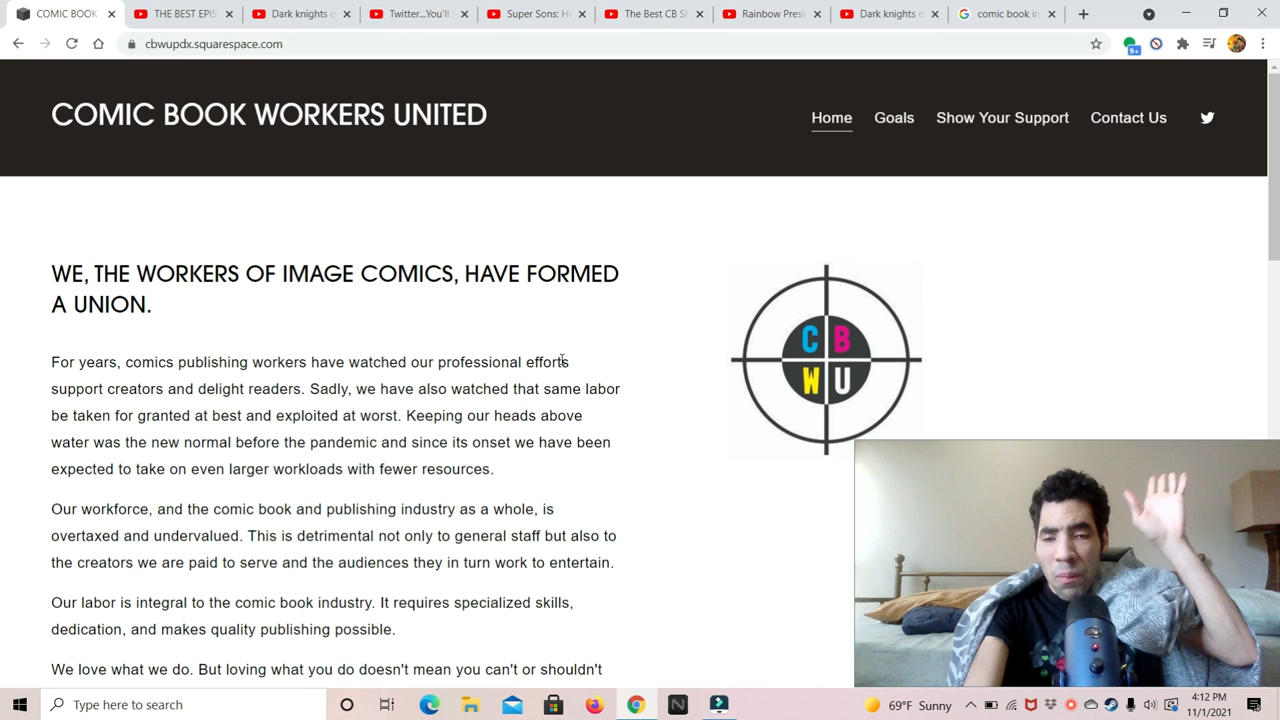 COMIC BOOK
THE BEST EPIS
Dark knights o
Twitter...You'll
Super Sons: H
The Best CB S
Rainbow Press
Dark knights o
comic book in
cbwupdx.squarespace.com
9+
COMIC BOOK WORKERS UNITED
Home
Goals
Show Your Support
Contact Us
WE, THE WORKERS OF IMAGE COMICS, HAVE FORMED
A UNION.
For years, comics publishing workers have watched our professional efforts
support creators and delight readers. Sadly, we have also watched that same labor
be taken for granted at best and exploited at worst. Keeping our heads above
water was the new normal before the pandemic and since its onset we have been
expected to take on even larger workloads with fewer resources.
Our workforce, and the comic book and publishing industry as a whole, is
overtaxed and undervalued. This is detrimental not only to general staff but also to
the creators we are paid to serve and the audiences they in turn work to entertain.
Our labor is integral to the comic book industry. It requires specialized skills,
dedication, and makes quality publishing possible.
We love what we do. But loving what you do doesn't mean you can't or shouldn't
C B
W U
Type here to search
N
69°F Sunny
4:12 PM
11/1/2021